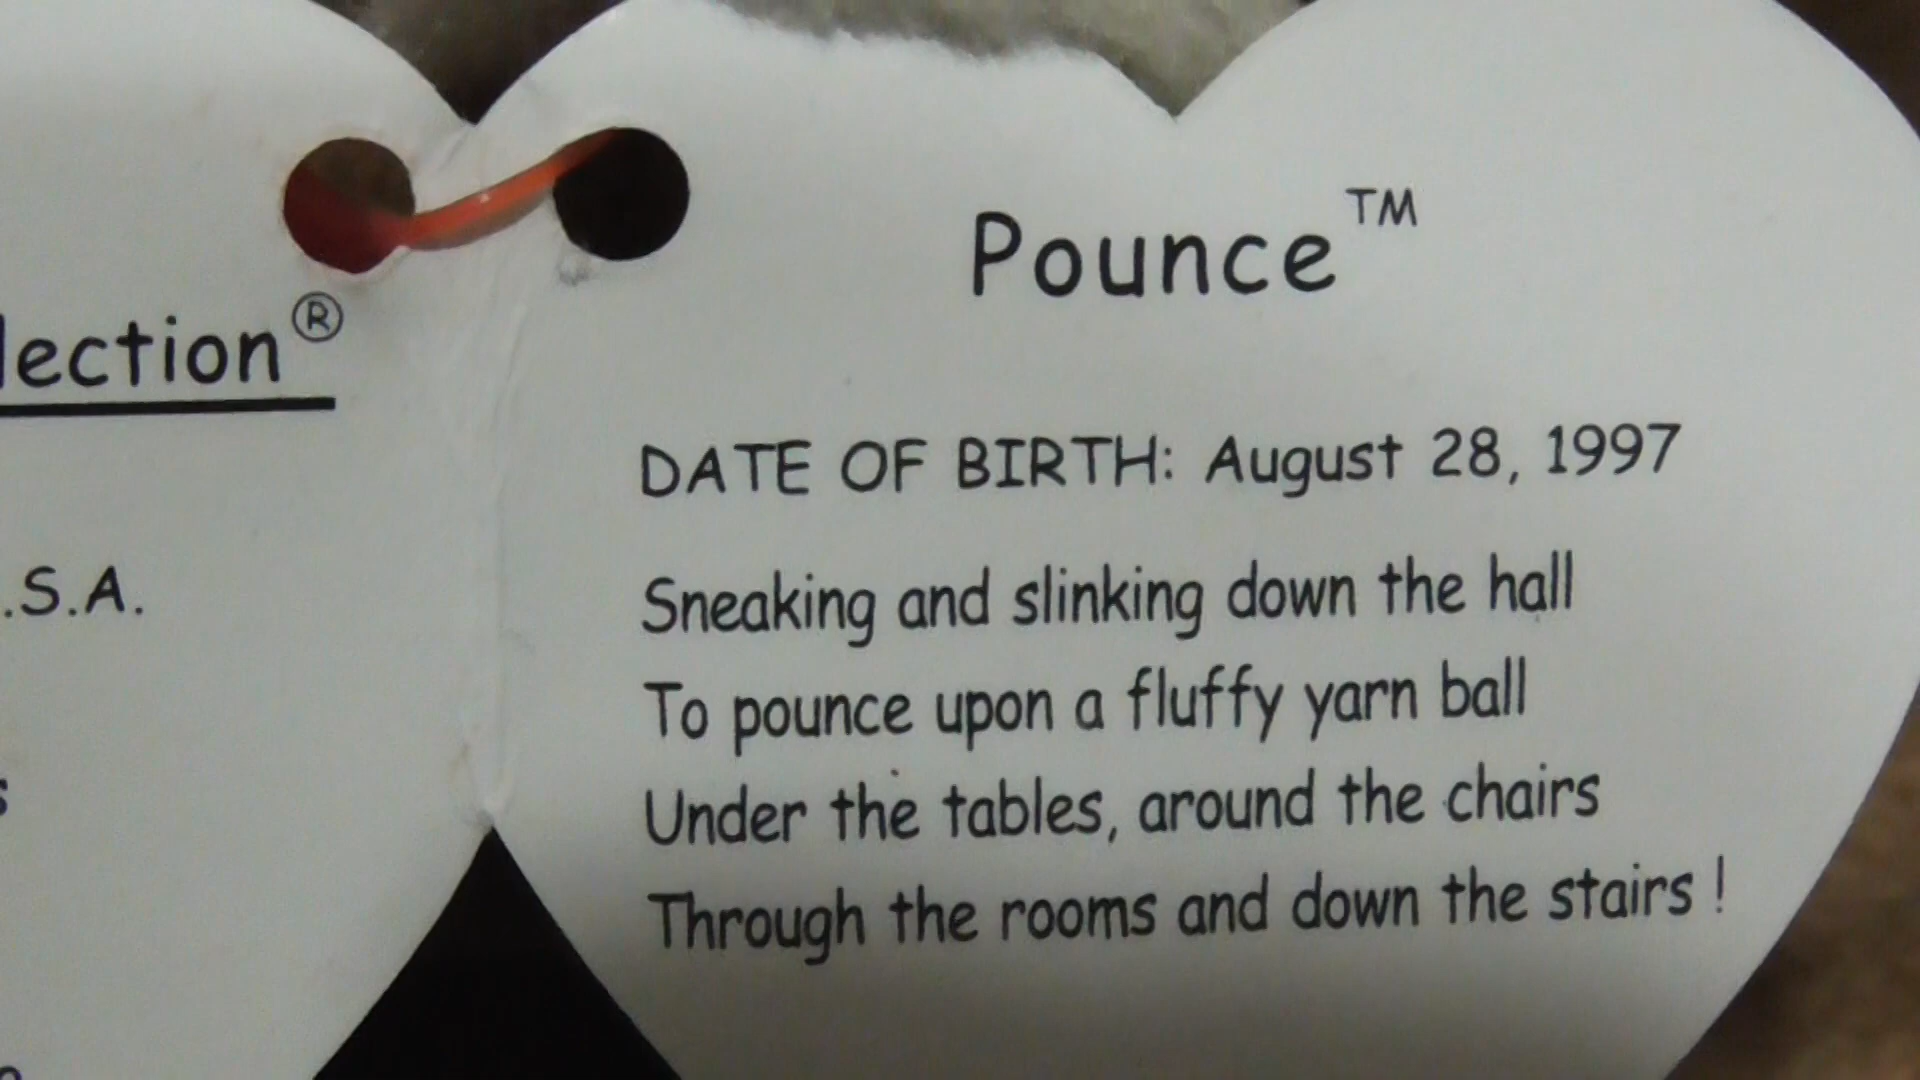 lection®
.S.A.
s
Pounce™
DATE OF BIRTH: August 28, 1997
Sneaking and slinking down the hall
To pounce upon a fluffy yarn ball
Under the tables, around the chairs
Through the rooms and down the stairs !